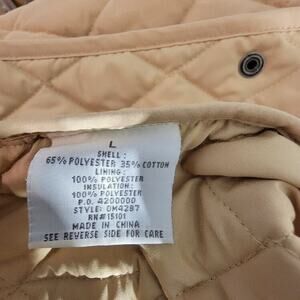 L
SHELL :
65% POLYESTER 35% COTTON
LINING :
100% POLYESTER
INSULATION :
100% POLYESTER
P.O. 4200000
STYLE: OM4297
RN#15101
MADE IN CHINA
SEE REVERSE SIDE FOR CARE